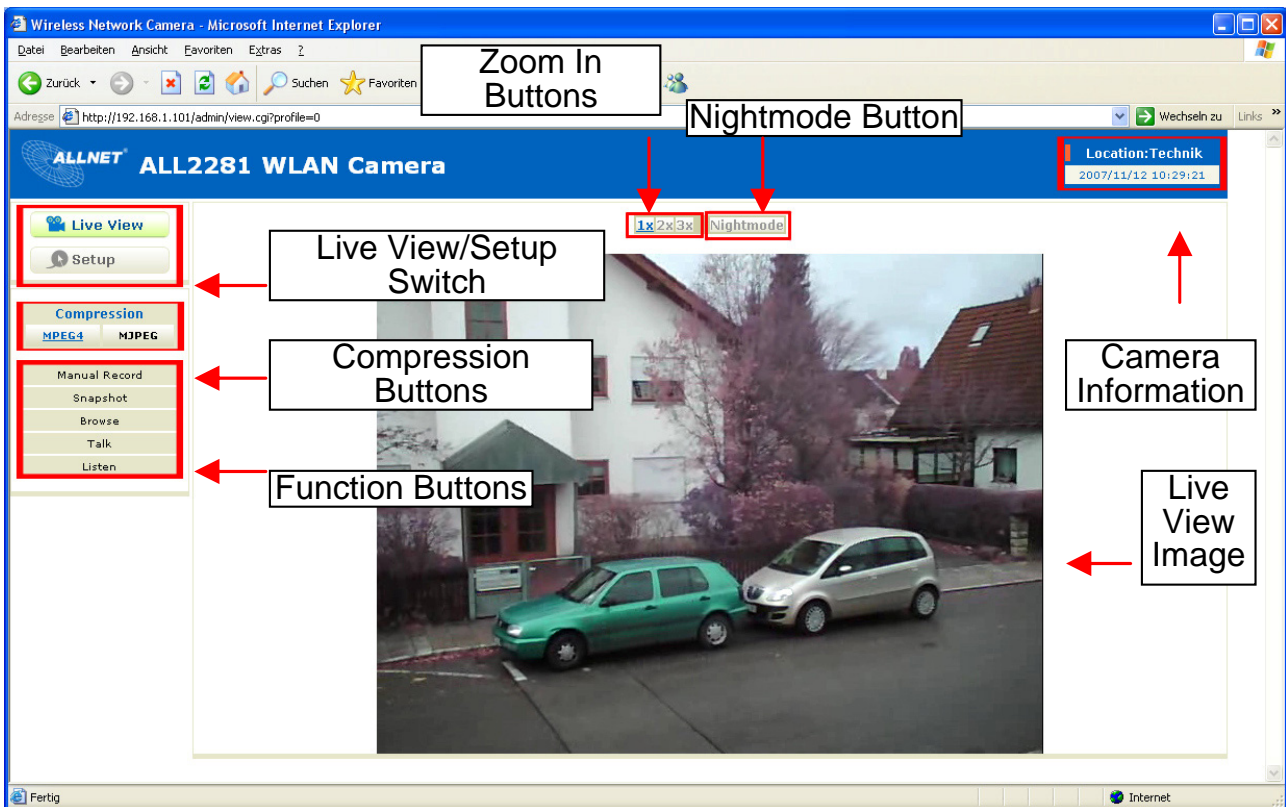 Wireless Network Camera - Microsoft Internet Explorer
Datei Bearbeiten Ansicht Favoriten Extras ?
Zurück Suchen Favoriten
Zoom In
Buttons
Adresse http://192.168.1.101/admin/view.cgi?profile=0
Wechseln zu Links »
Nightmode Button
ALLNET ALL2281 WLAN Camera
Location:Technik
2007/11/12 10:29:21
1x 2x 3x Nightmode
Live View
Setup
Live View/Setup
Switch
Compression
MPEG4 MJPEG
Compression
Buttons
Camera
Information
Manual Record
Snapshot
Browse
Talk
Listen
Function Buttons
Live
View
Image
Fertig
Internet